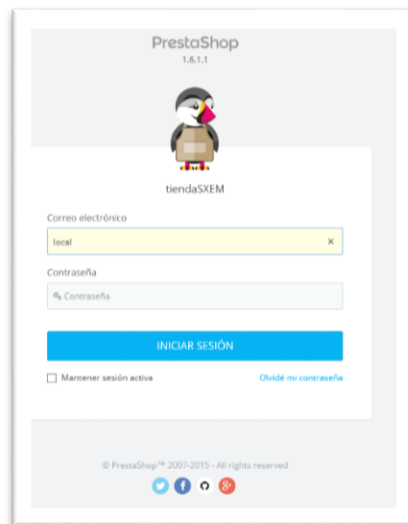 PrestaShop
1.6.1.1
tiendaSXEM
Correo electrónico
local
Contraseña
Contraseña
INICIAR SESIÓN
Mantener sesión activa Olvidé mi contraseña
© PrestaShop™ 2007-2015 - All rights reserved